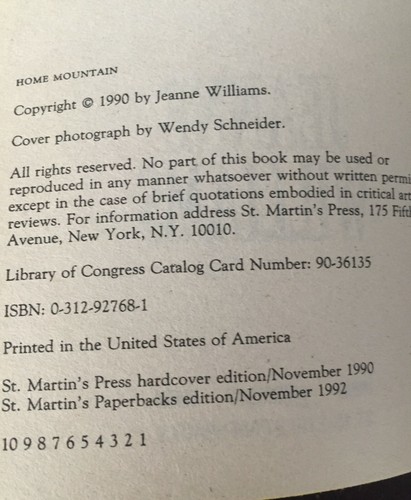 HOME MOUNTAIN
Copyright © 1990 by Jeanne Williams.
Cover photograph by Wendy Schneider.
All rights reserved. No part of this book may be used or
reproduced in any manner whatsoever without written permi
except in the case of brief quotations embodied in critical art
reviews. For information address St. Martin's Press, 175 Fifth
Avenue, New York, N.Y. 10010.
Library of Congress Catalog Card Number: 90-36135
ISBN: 0-312-92768-1
Printed in the United States of America
St. Martin's Press hardcover edition/November 1990
St. Martin's Paperbacks edition/November 1992
10 9 8 7 6 5 4 3 2 1